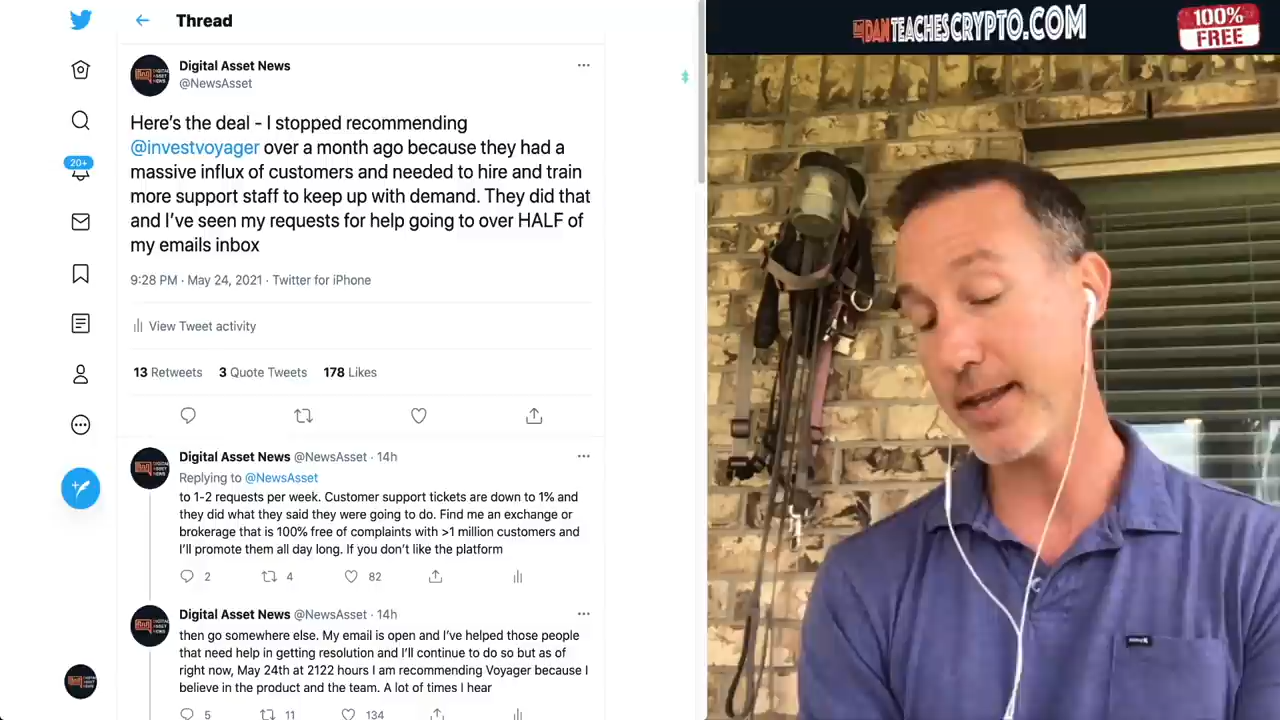 Thread
Digital Asset News
@NewsAsset
Here's the deal - I stopped recommending
@investvoyager over a month ago because they had a
massive influx of customers and needed to hire and train
more support staff to keep up with demand. They did that
and I've seen my requests for help going to over HALF of
my emails inbox
9:28 PM · May 24, 2021 · Twitter for iPhone
View Tweet activity
13 Retweets 3 Quote Tweets 178 Likes
20+
Digital Asset News @NewsAsset · 14h
Replying to @NewsAsset
to 1-2 requests per week. Customer support tickets are down to 1% and
they did what they said they were going to do. Find me an exchange or
brokerage that is 100% free of complaints with >1 million customers and
I'll promote them all day long. If you don't like the platform
2 4 82
Digital Asset News @NewsAsset · 14h
then go somewhere else. My email is open and I've helped those people
that need help in getting resolution and I'll continue to do so but as of
right now, May 24th at 2122 hours I am recommending Voyager because I
believe in the product and the team. A lot of times I hear
5 11 134
DANTEACHESCRYPTO.COM
100%
FREE